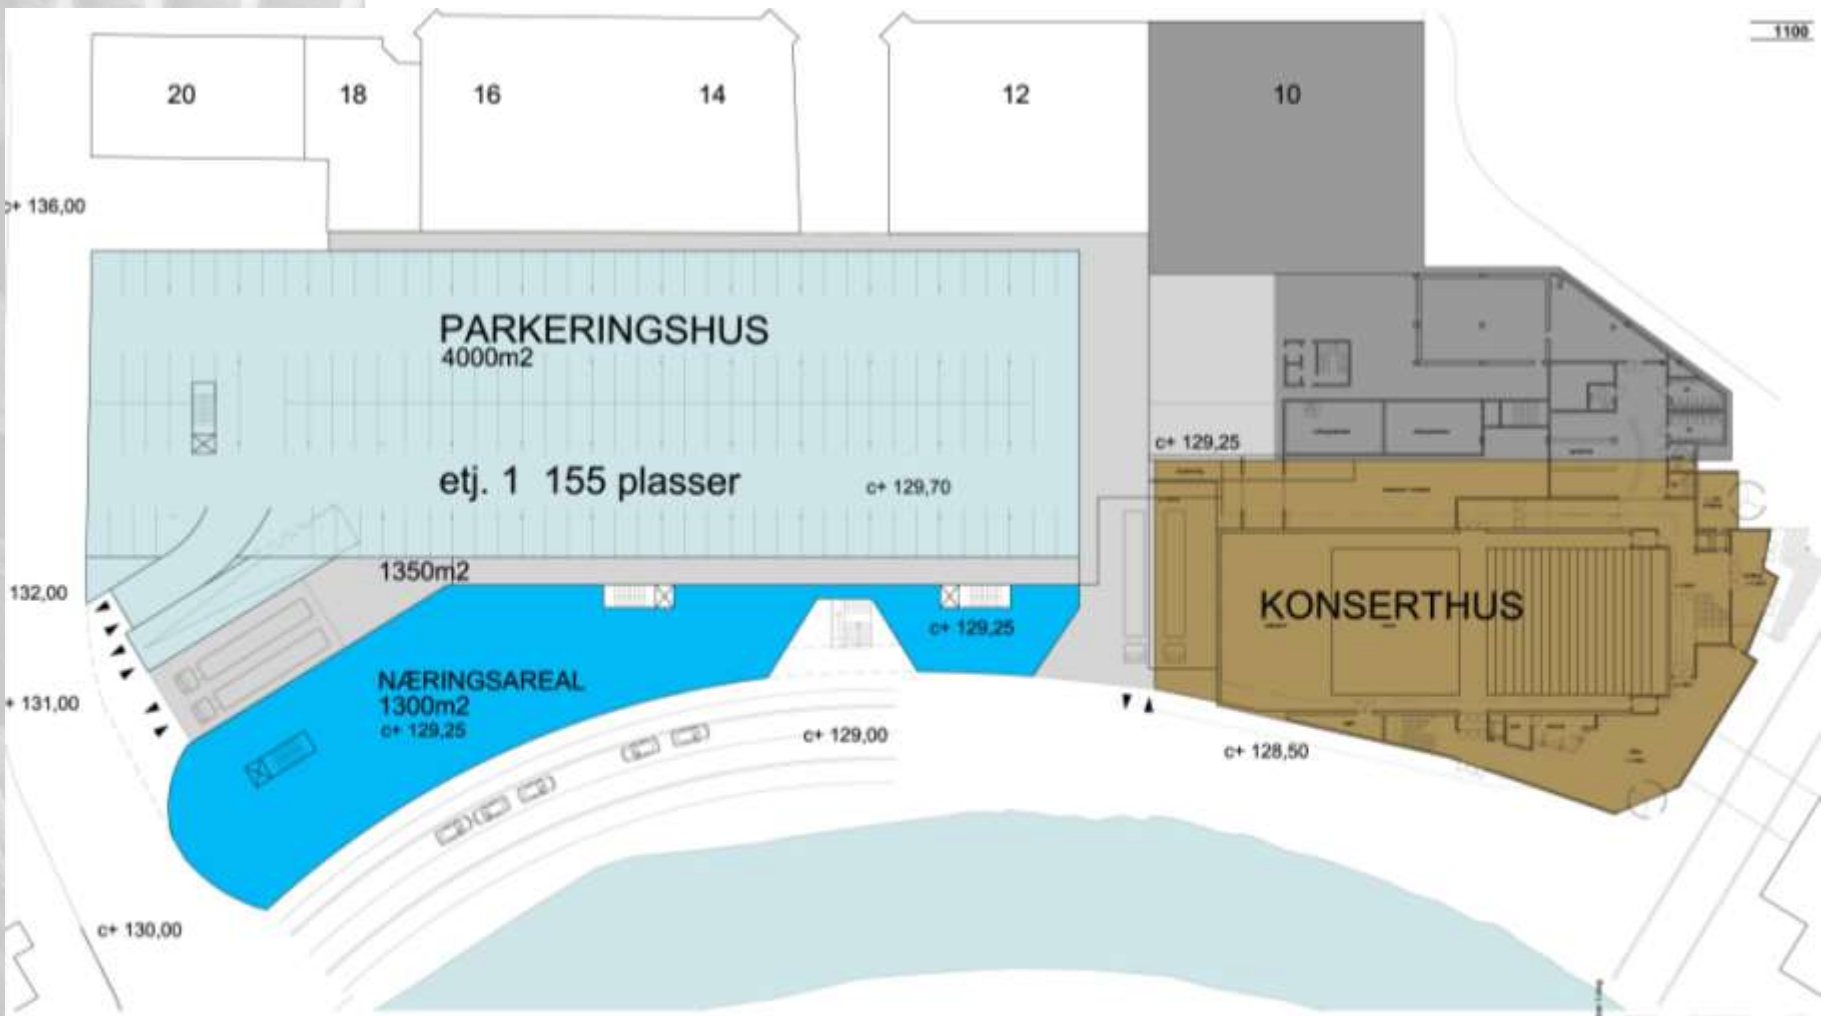 1100
20
18
16
14
12
10
c+ 136,00
PARKERINGSHUS
4000m2
c+ 129,25
etj. 1 155 plasser
c+ 129,70
1350m2
132,00
KONSERTHUS
c+ 129,25
NÆRINGSAREAL
1300m2
c+ 129,25
+ 131,00
c+ 129,00
c+ 128,50
c+ 130,00